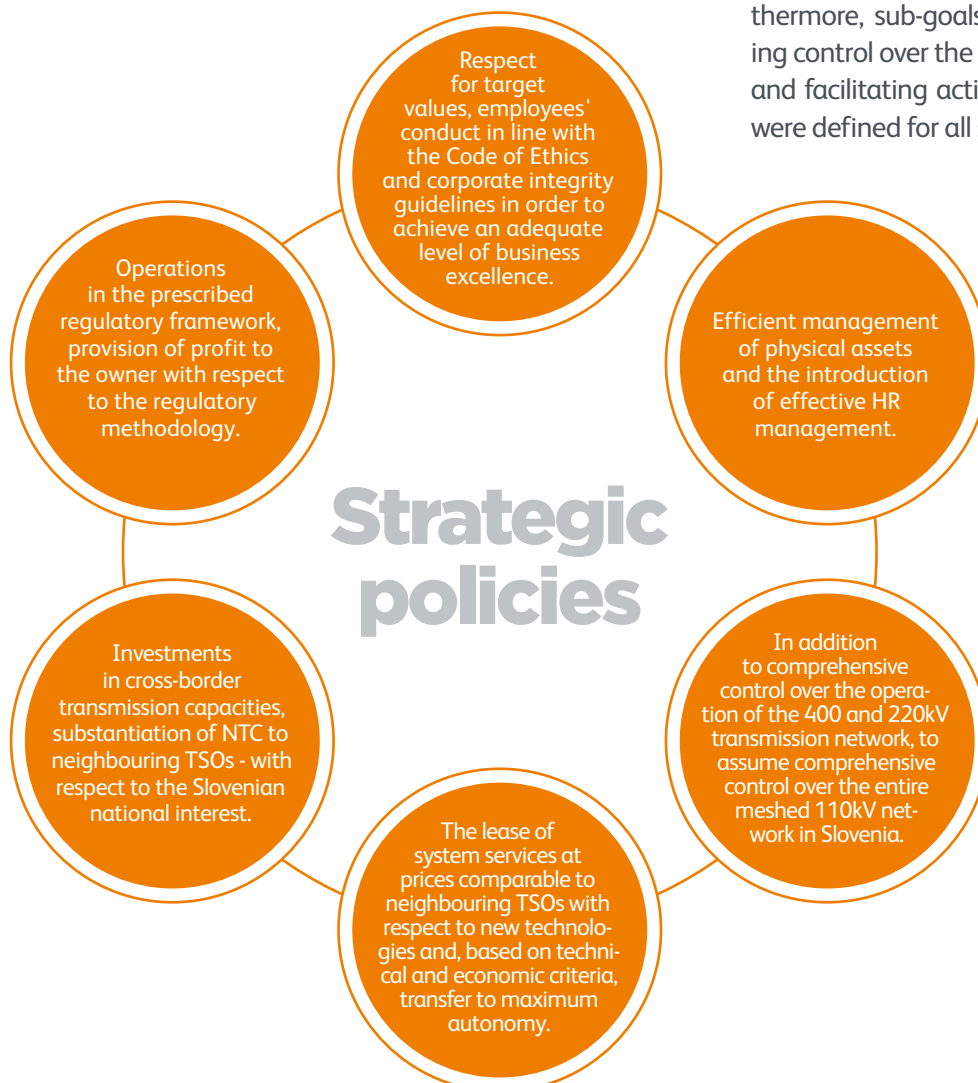 thermore, sub-goals
ing control over the
and facilitating acti
were defined for all
Respect
for target
values, employees'
conduct in line with
the Code of Ethics
and corporate integrity
guidelines in order to
achieve an adequate
level of business
excellence.
Operations
in the prescribed
regulatory framework,
provision of profit to
the owner with respect
to the regulatory
methodology.
Efficient management
of physical assets
and the introduction
of effective HR
management.
Strategic
policies
Investments
in cross-border
transmission capacities,
substantiation of NTC to
neighbouring TSOs - with
respect to the Slovenian
national interest.
In addition
to comprehensive
control over the opera-
tion of the 400 and 220kV
transmission network, to
assume comprehensive
control over the entire
meshed 110kV net-
work in Slovenia.
The lease of
system services at
prices comparable to
neighbouring TSOs with
respect to new technolo-
gies and, based on techni-
cal and economic criteria,
transfer to maximum
autonomy.